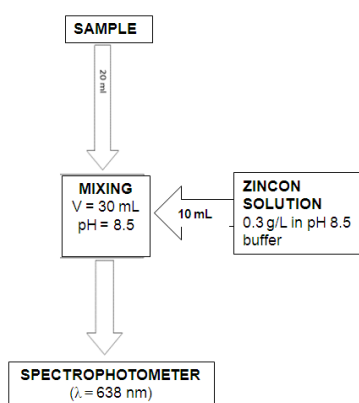 SAMPLE
20 ml
MIXING
V = 30 mL
pH = 8.5
10 mL
ZINCON
SOLUTION
0.3 g/L in pH 8.5
buffer
SPECTROPHOTOMETER
(λ = 638 nm)